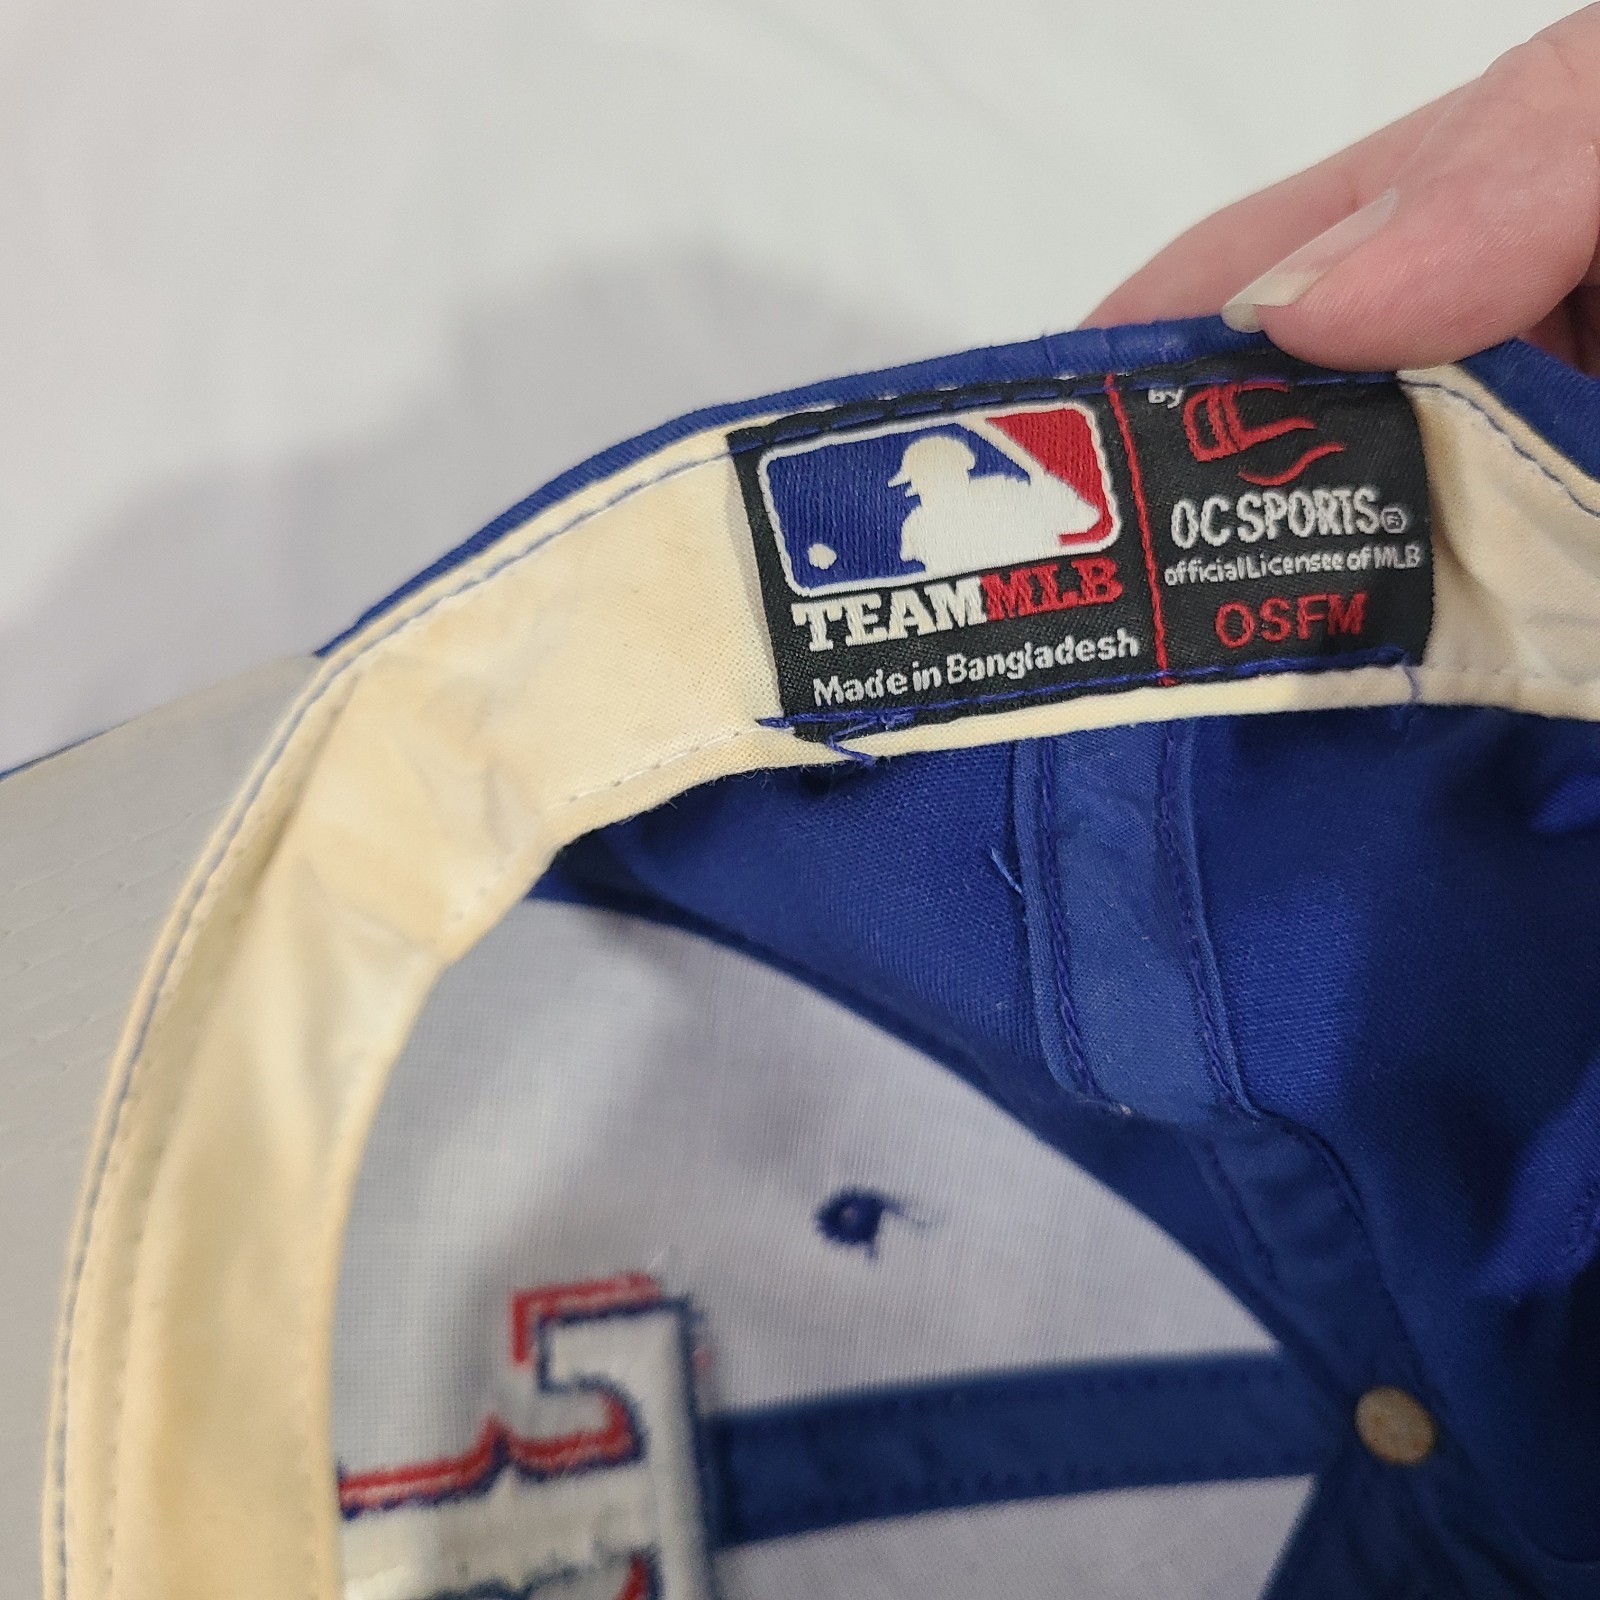 TEAMMLB
Made in Bangladesh
By
OC SPORTS®
official Licensee of MLB
OSFM